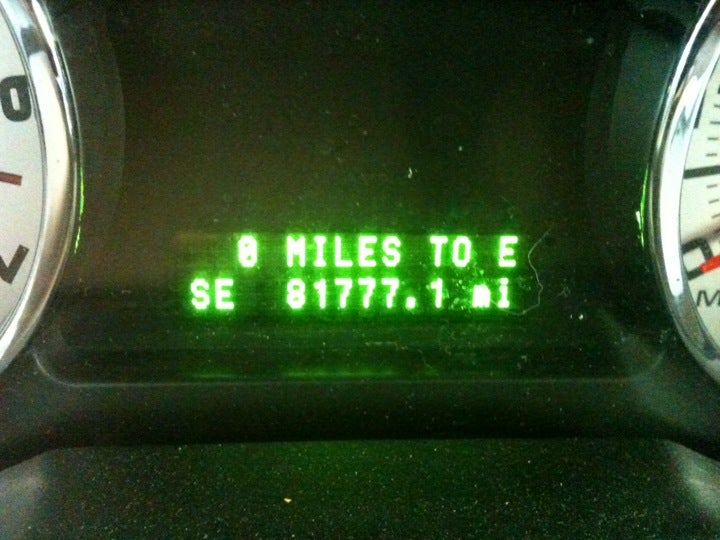 0 MILES TO E
SE 81777.1 mi